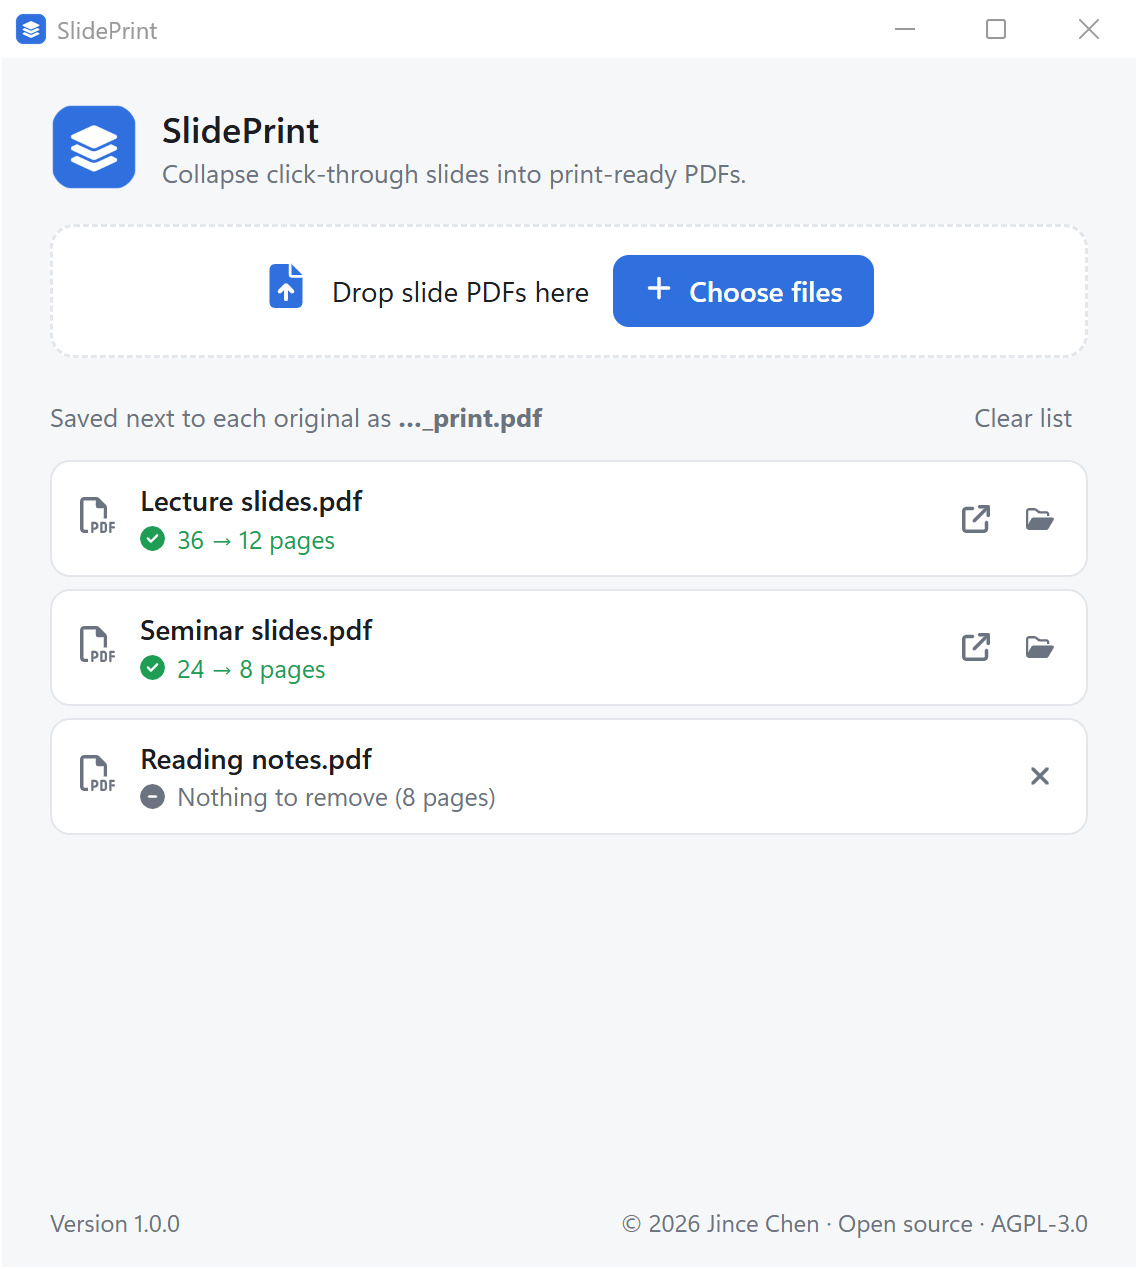 SlidePrint
SlidePrint
Collapse click-through slides into print-ready PDFs.
Drop slide PDFs here
Choose files
Saved next to each original as ..._print.pdf
Clear list
PDF
Lecture slides.pdf
36 → 12 pages
PDF
Seminar slides.pdf
24 → 8 pages
PDF
Reading notes.pdf
Nothing to remove (8 pages)
Version 1.0.0
© 2026 Jince Chen · Open source · AGPL-3.0